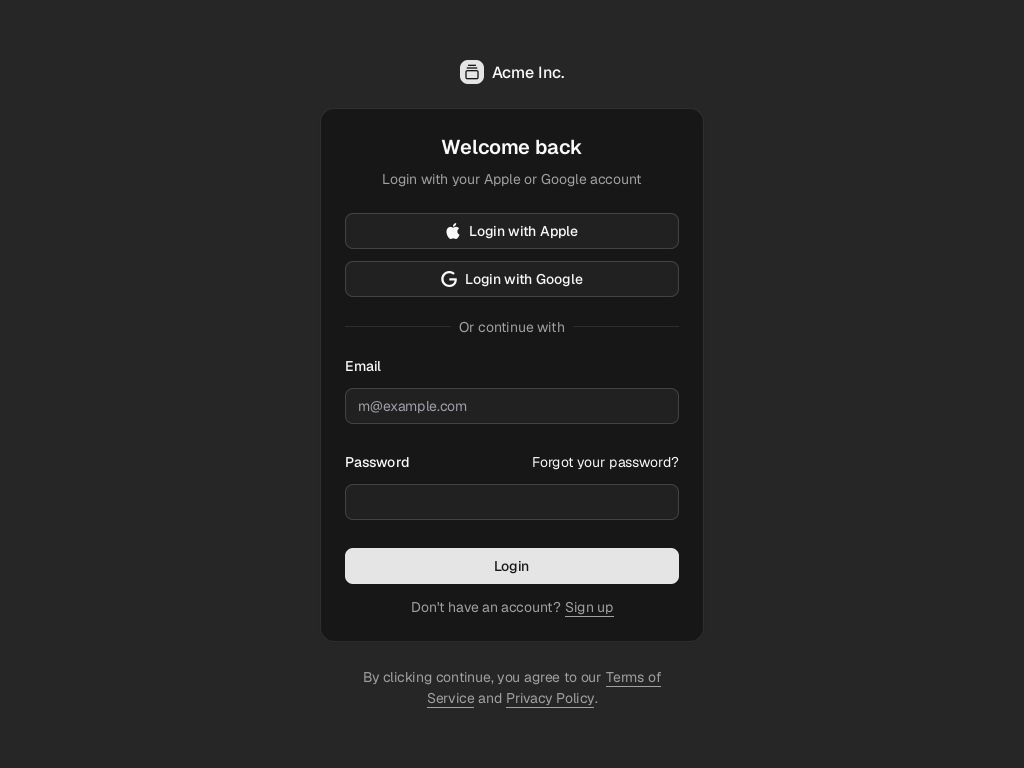 Acme Inc.
Welcome back
Login with your Apple or Google account
Login with Apple
Login with Google
Or continue with
Email
m@example.com
Password
Forgot your password?
Login
Don't have an account? Sign up
By clicking continue, you agree to our Terms of
Service and Privacy Policy.